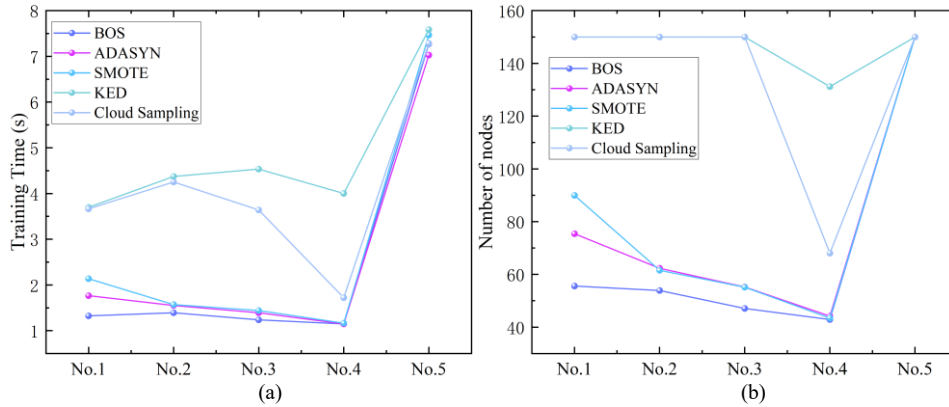 8
7
6
5
4
3
2
1
Training Time (s)
BOS
ADASYN
SMOTE
KED
Cloud Sampling
No.1 No.2 No.3 No.4 No.5
(a)
160
140
120
100
80
60
40
Number of nodes
BOS
ADASYN
SMOTE
KED
Cloud Sampling
No.1 No.2 No.3 No.4 No.5
(b)